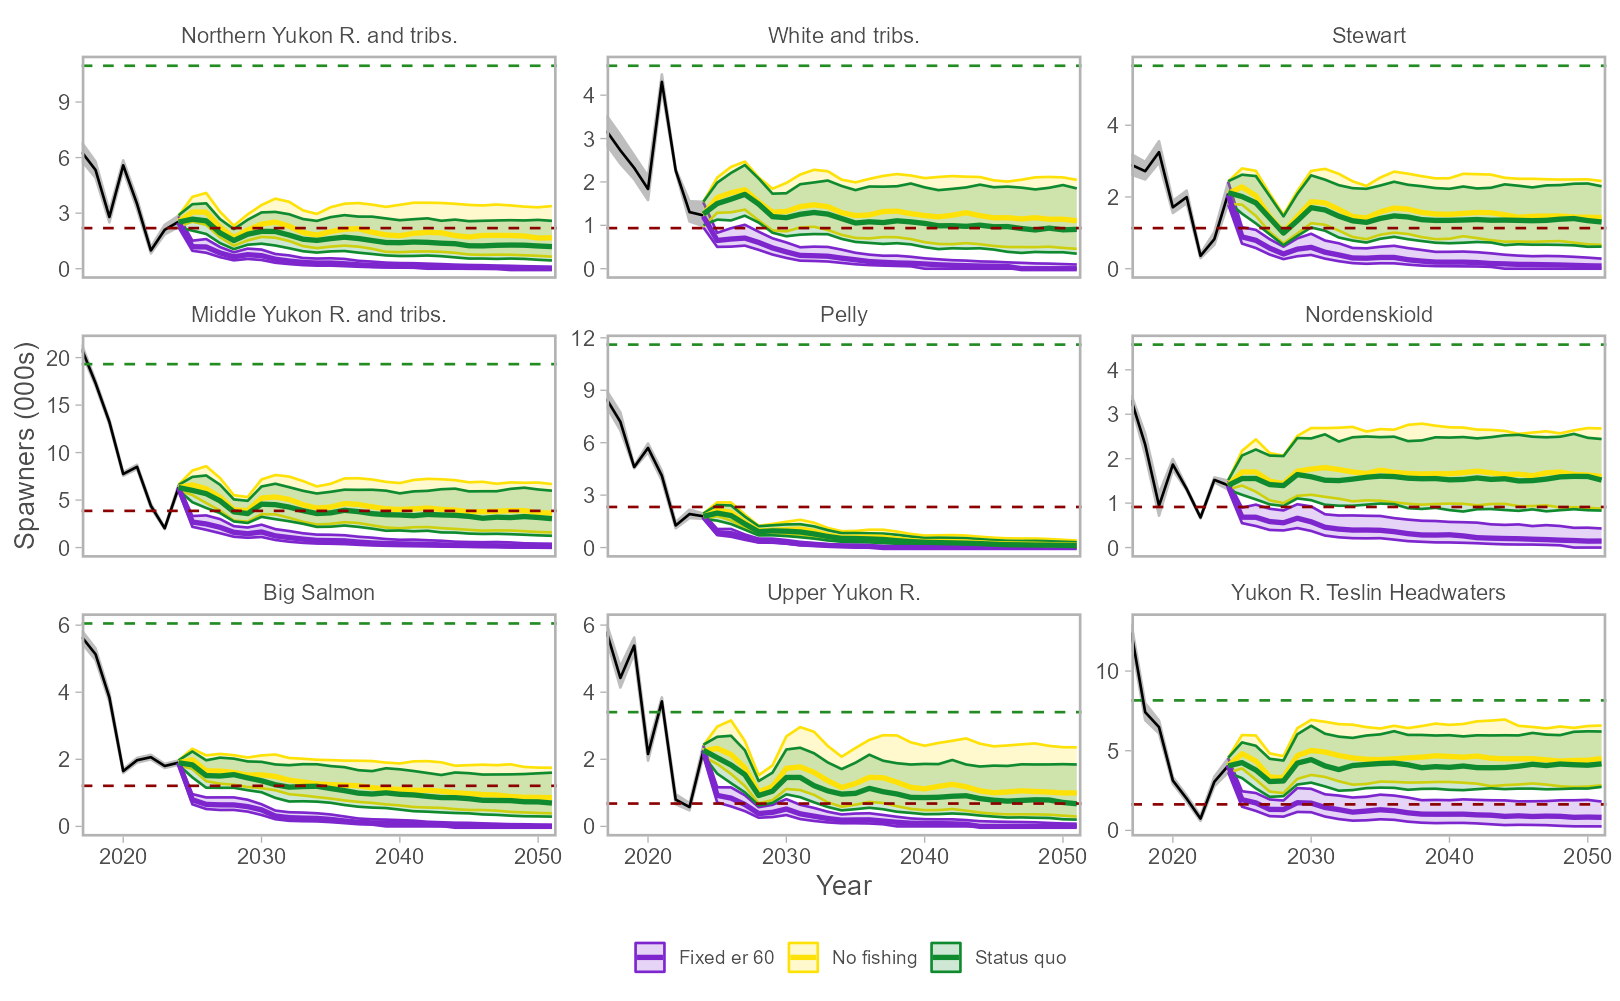 Northern Yukon R. and tribs.
White and tribs.
Stewart
9
6
3
0
4
3
2
1
0
4
2
0
Middle Yukon R. and tribs.
Pelly
Nordenskiold
Spawners (000s)
20
15
10
5
0
12
9
6
3
0
4
3
2
1
0
Big Salmon
Upper Yukon R.
Yukon R. Teslin Headwaters
6
4
2
0
6
4
2
0
10
5
0
2020 2030 2040 2050
2020 2030 2040 2050
2020 2030 2040 2050
Year
Fixed er 60 No fishing Status quo